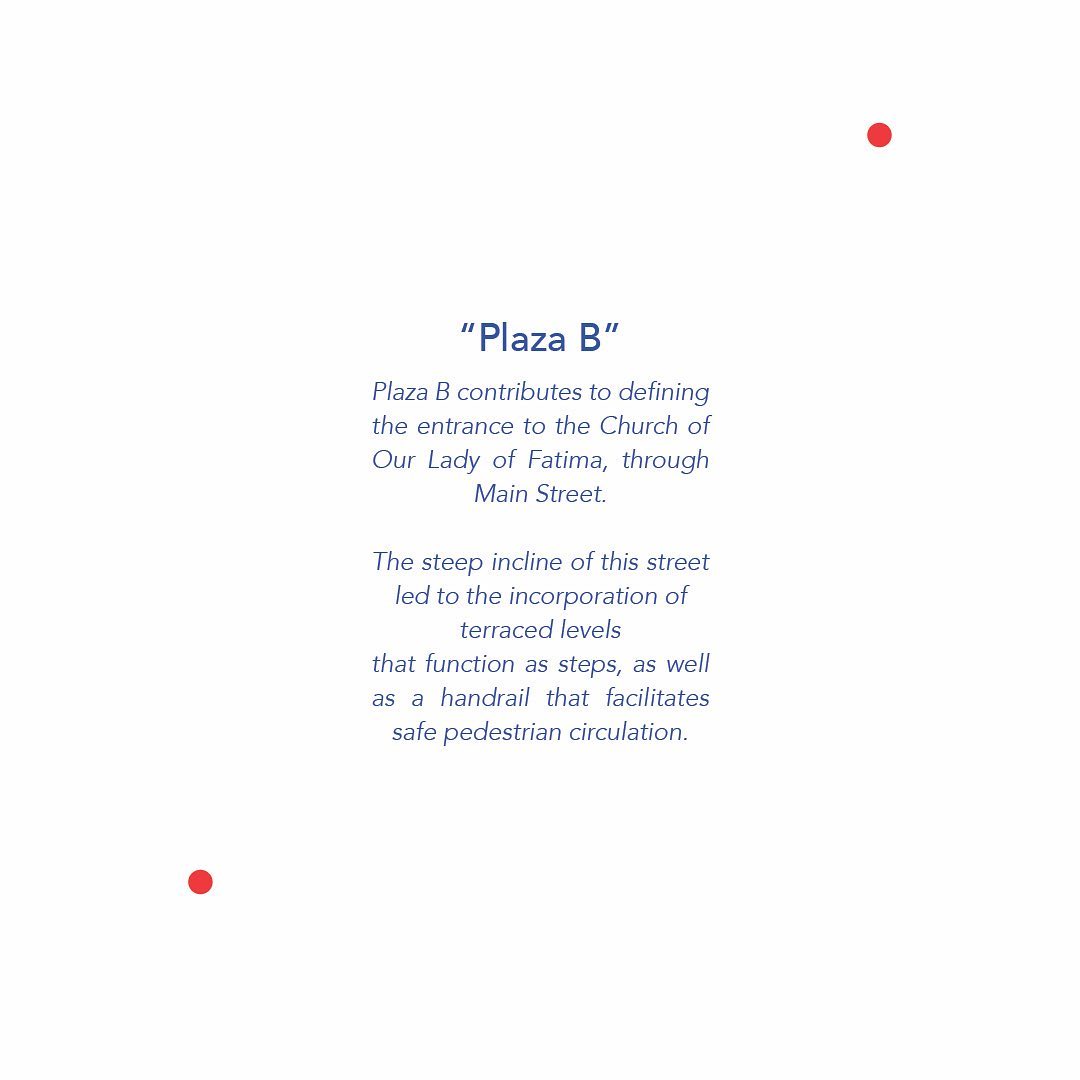 “Plaza B”
Plaza B contributes to defining
the entrance to the Church of
Our Lady of Fatima, through
Main Street.
The steep incline of this street
led to the incorporation of
terraced levels
that function as steps, as well
as a handrail that facilitates
safe pedestrian circulation.